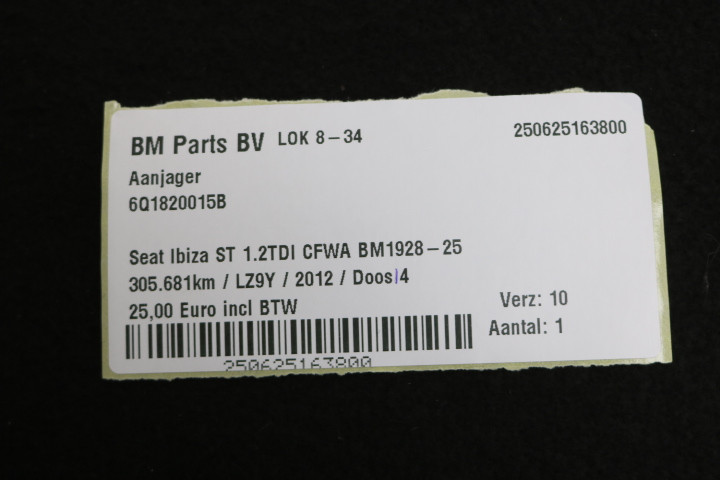 BM Parts BV LOK 8-34 250625163800
Aanjager
6Q1820015B
Seat Ibiza ST 1.2TDI CFWA BM1928-25
305.681km / LZ9Y / 2012 / Doos 4
25,00 Euro incl BTW
Verz: 10
Aantal: 1
250625163800